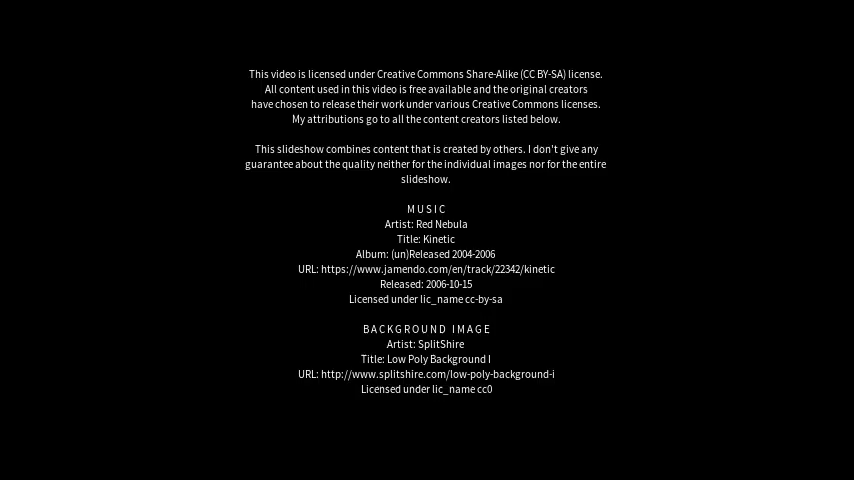 This video is licensed under Creative Commons Share-Alike (CC BY-SA) license.
All content used in this video is free available and the original creators
have chosen to release their work under various Creative Commons licenses.
My attributions go to all the content creators listed below.
This slideshow combines content that is created by others. I don't give any
guarantee about the quality neither for the individual images nor for the entire
slideshow.
MUSIC
Artist: Red Nebula
Title: Kinetic
Album: (un)Released 2004-2006
URL: https://www.jamendo.com/en/track/22342/kinetic
Released: 2006-10-15
Licensed under lic_name cc-by-sa
BACKGROUND IMAGE
Artist: SplitShire
Title: Low Poly Background I
URL: http://www.splitshire.com/low-poly-background-i
Licensed under lic_name cc0